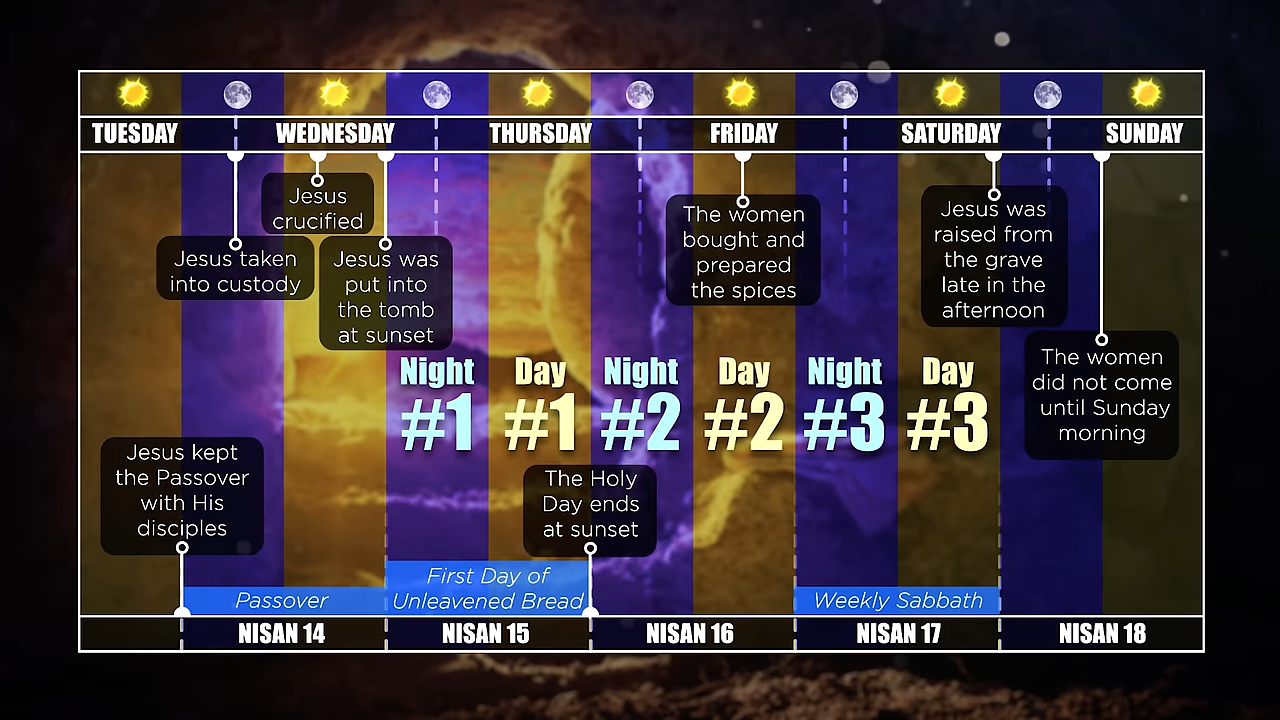 TUESDAY
WEDNESDAY
THURSDAY
FRIDAY
SATURDAY
SUNDAY
Jesus
crucified
Jesus taken
into custody
Jesus was
put into
the tomb
at sunset
The women
bought and
prepared
the spices
Jesus was
raised from
the grave
late in the
afternoon
The women
did not come
until Sunday
morning
Night
#1
Day
#1
Night
#2
Day
#2
Night
#3
Day
#3
Jesus kept
the Passover
with His
disciples
The Holy
Day ends
at sunset
Passover
First Day of
Unleavened Bread
Weekly Sabbath
NISAN 14
NISAN 15
NISAN 16
NISAN 17
NISAN 18